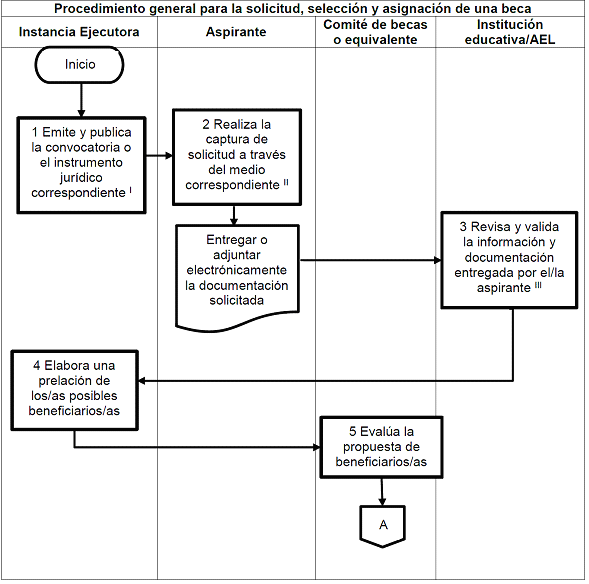 Procedimiento general para la solicitud, selección y asignación de una beca
Instancia Ejecutora
Aspirante
Comité de becas
o equivalente
Institución
educativa/AEL
Inicio
1 Emite y publica
la convocatoria o
el instrumento
jurídico
correspondiente I
2 Realiza la
captura de
solicitud a través
del medio
correspondiente II
Entregar o
adjuntar
electrónicamente
la documentación
solicitada
3 Revisa y valida
la información y
documentación
entregada por el/la
aspirante III
4 Elabora una
prelación de
los/as posibles
beneficiarios/as
5 Evalúa la
propuesta de
beneficiarios/as
A